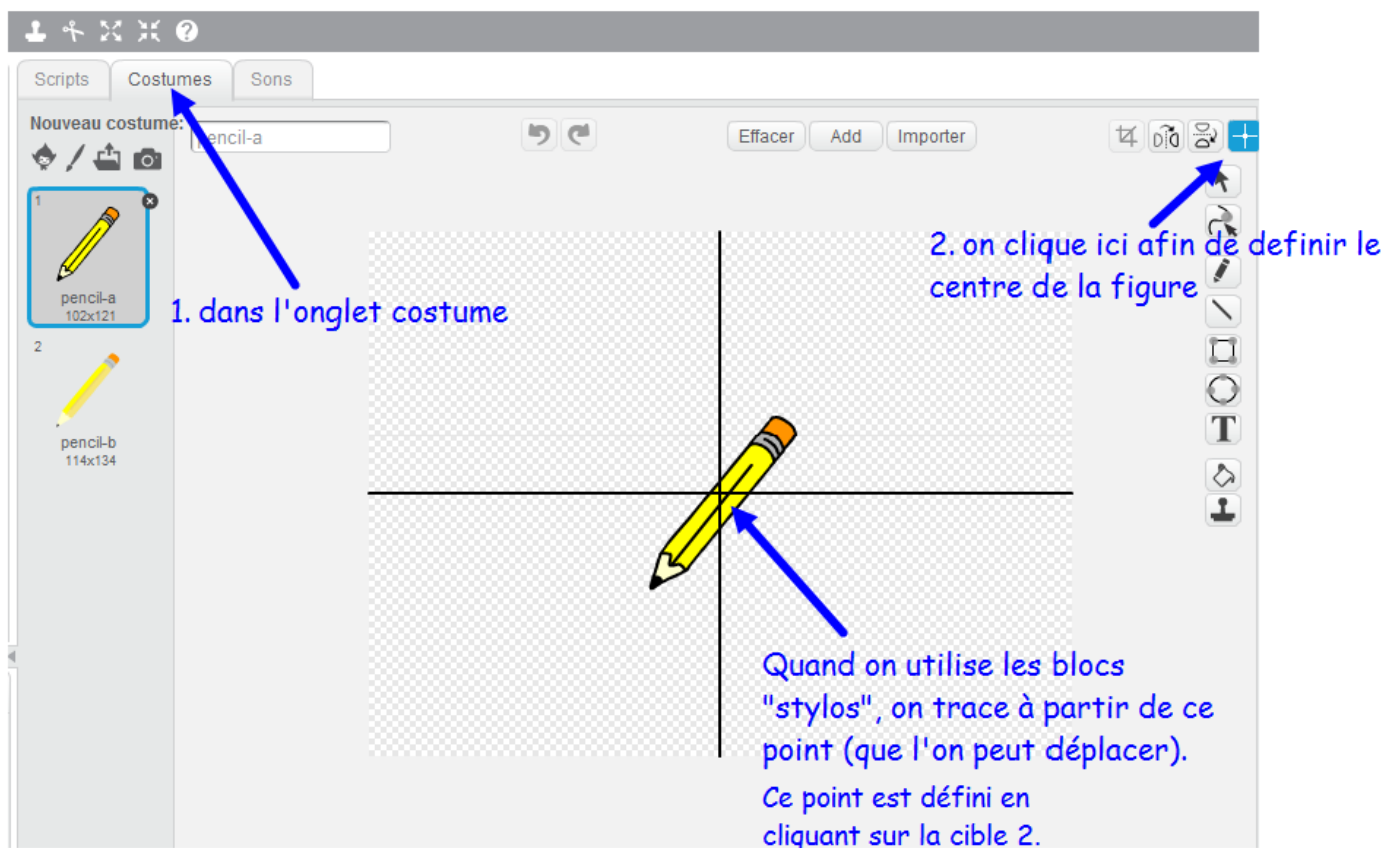 Scripts
Costumes
Sons
Nouveau costume:
pencil-a
Effacer
Add
Importer
1
pencil-a
102x121
2
pencil-b
114x134
1. dans l'onglet costume
2. on clique ici afin de definir le
centre de la figure
T
Quand on utilise les blocs
"stylos", on trace à partir de ce
point (que l'on peut déplacer).
Ce point est défini en
cliquant sur la cible 2.